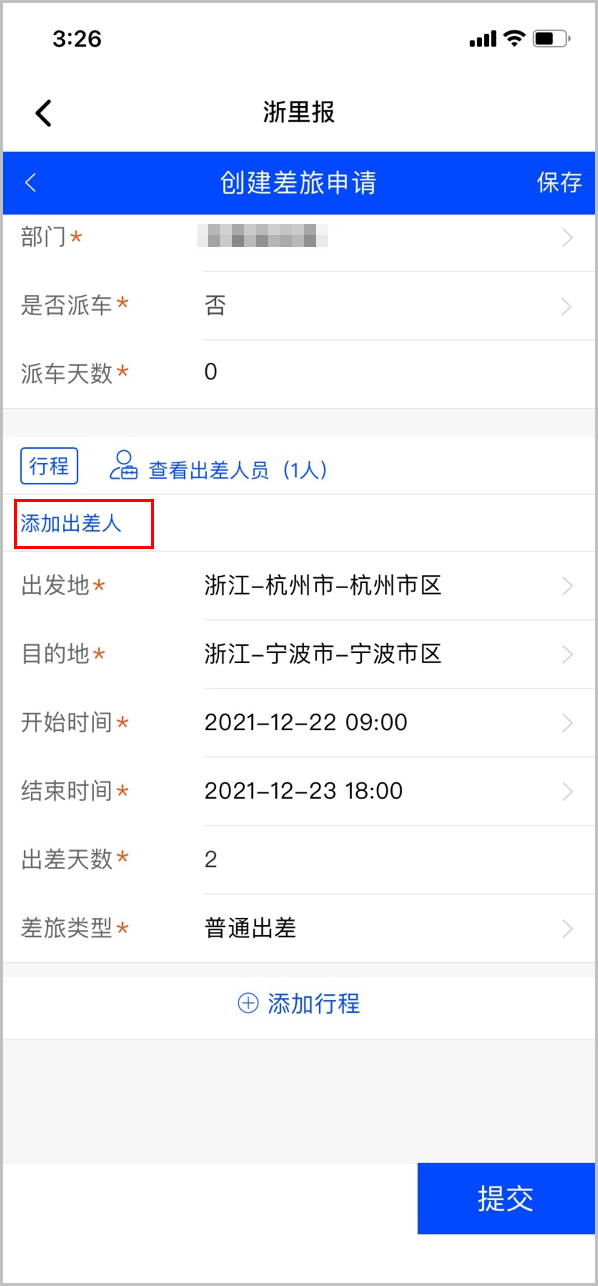 3:26
浙里报
创建差旅申请 保存
部门*
是否派车* 否
派车天数* 0
行程 查看出差人员（1人）
添加出差人
出发地* 浙江-杭州市-杭州市区
目的地* 浙江-宁波市-宁波市区
开始时间* 2021-12-22 09:00
结束时间* 2021-12-23 18:00
出差天数* 2
差旅类型* 普通出差
添加行程
提交